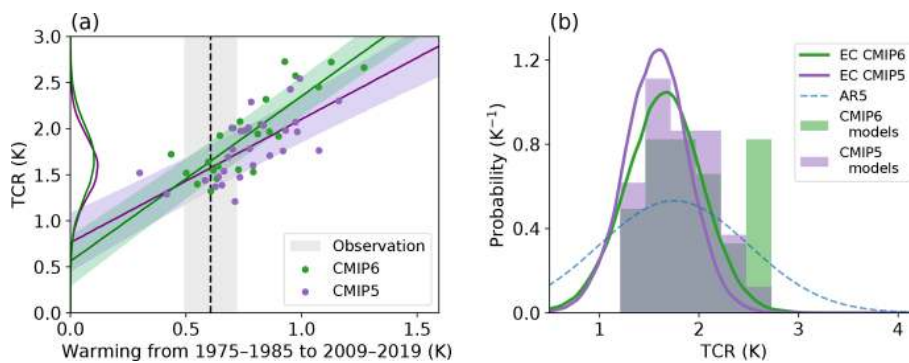 (a)
3.0
2.5
2.0
1.5
1.0
0.5
0.0
TCR (K)
Observation
CMIP6
CMIP5
0.0 0.5 1.0 1.5
Warming from 1975–1985 to 2009–2019 (K)
(b)
1.2
0.8
0.4
0.0
Probability (K⁻¹)
EC CMIP6
EC CMIP5
AR5
CMIP6
models
CMIP5
models
1 2 3 4
TCR (K)